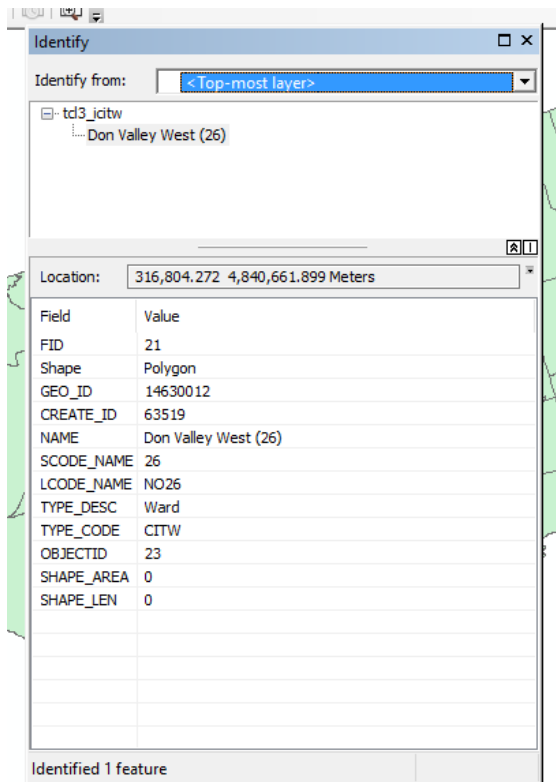 Identify
Identify from: <Top-most layer>
tcl3_icitw
Don Valley West (26)
Location: 316,804.272 4,840,661.899 Meters
Field Value
FID 21
Shape Polygon
GEO_ID 14630012
CREATE_ID 63519
NAME Don Valley West (26)
SCODE_NAME 26
LCODE_NAME NO26
TYPE_DESC Ward
TYPE_CODE CITW
OBJECTID 23
SHAPE_AREA 0
SHAPE_LEN 0
Identified 1 feature